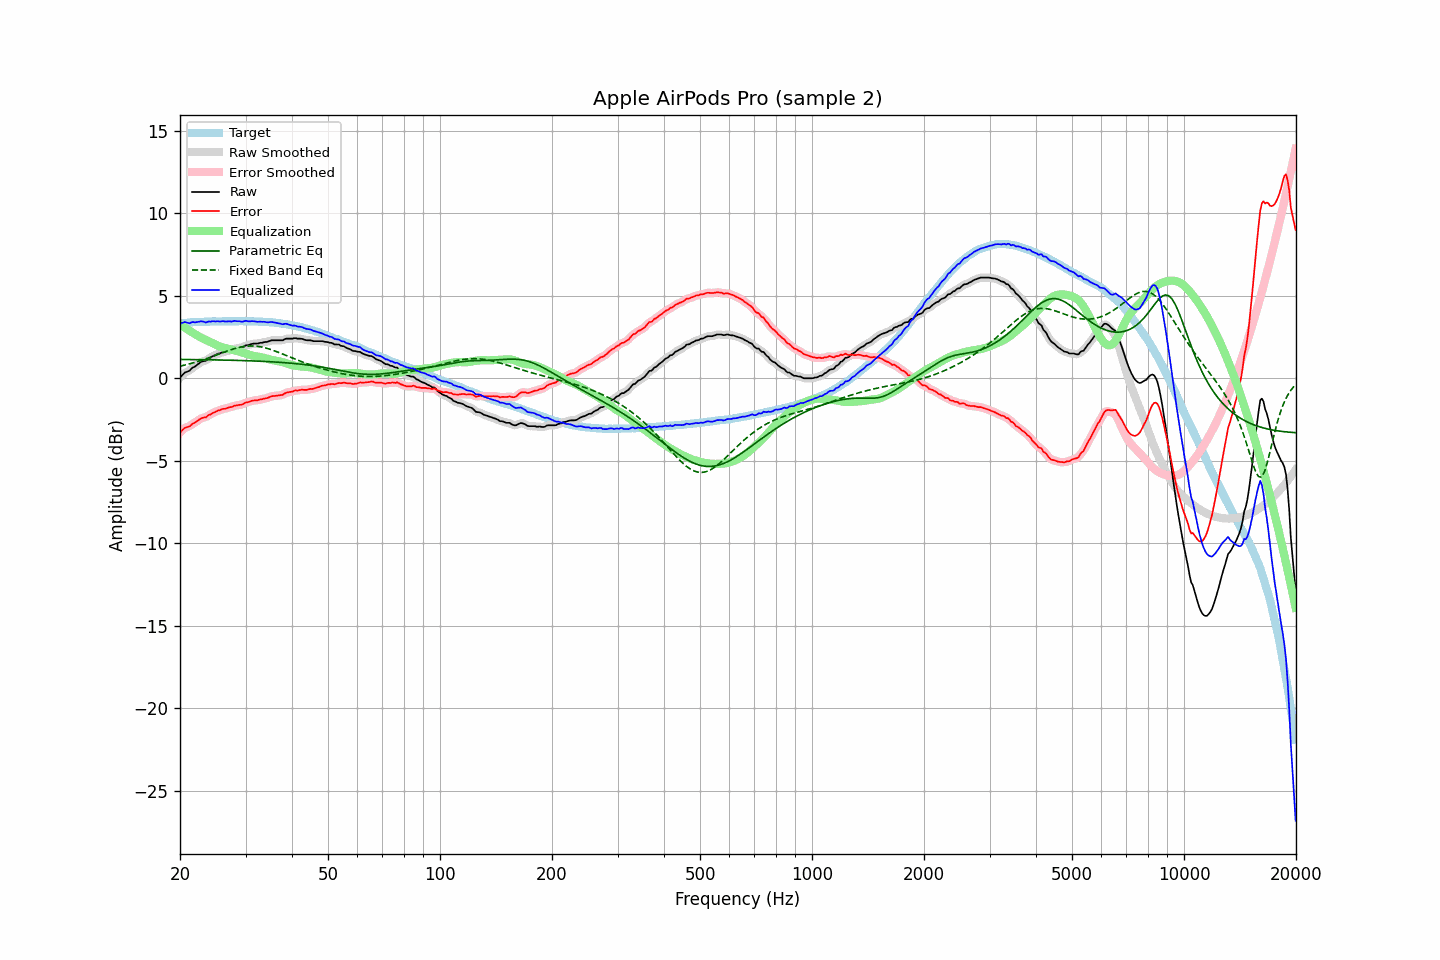 Apple AirPods Pro (sample 2)
Target
Raw Smoothed
Error Smoothed
Raw
Error
Equalization
Parametric Eq
Fixed Band Eq
Equalized
Amplitude (dBr)
15
10
5
0
−5
−10
−15
−20
−25
20
50
100
200
500
1000
2000
5000
10000
20000
Frequency (Hz)